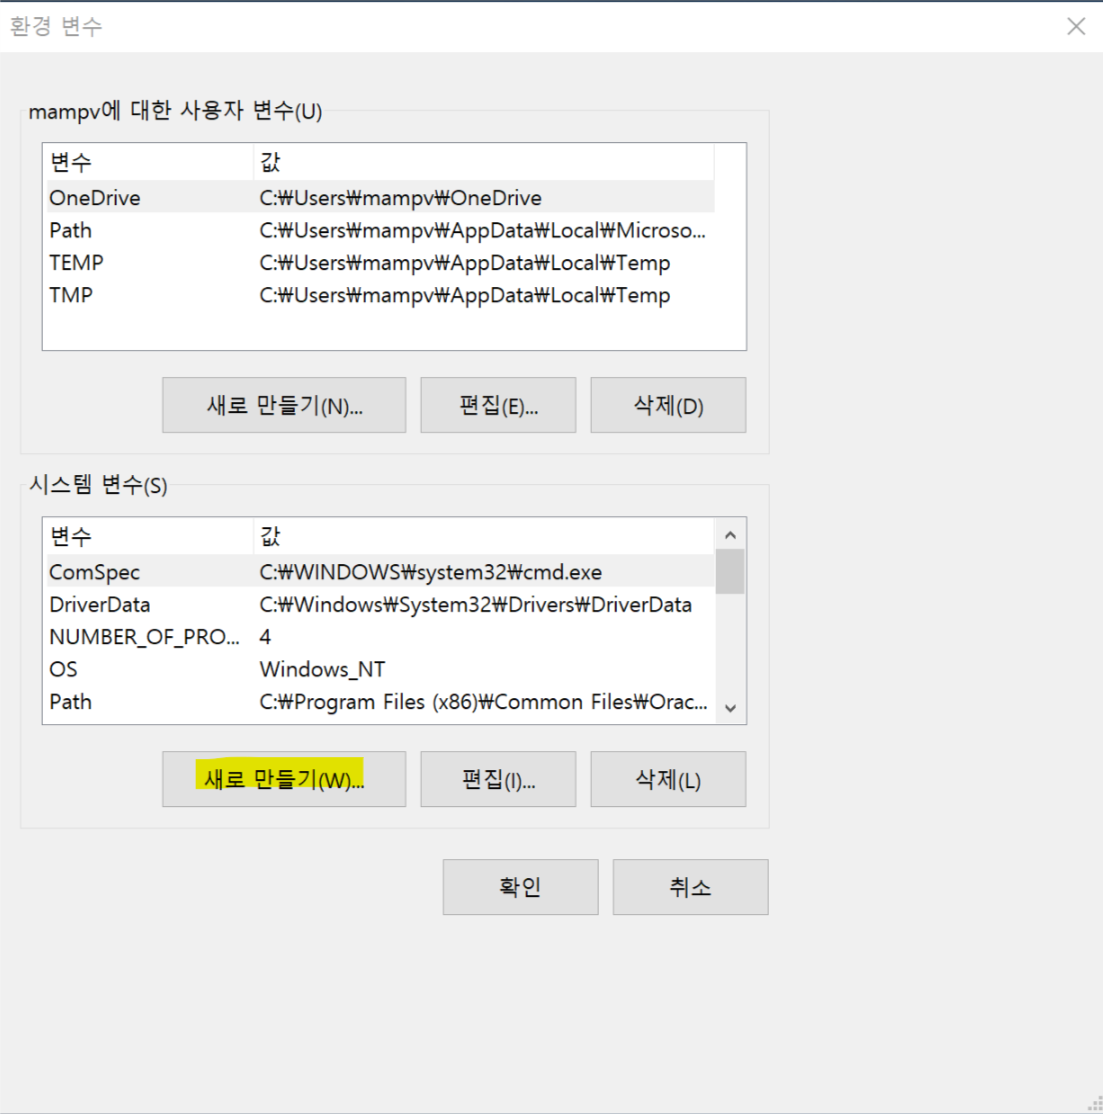 환경 변수
mampv에 대한 사용자 변수(U)
변수 값
OneDrive C:₩Users₩mampv₩OneDrive
Path C:₩Users₩mampv₩AppData₩Local₩Microso...
TEMP C:₩Users₩mampv₩AppData₩Local₩Temp
TMP C:₩Users₩mampv₩AppData₩Local₩Temp
새로 만들기(N)... 편집(E)... 삭제(D)
시스템 변수(S)
변수 값
ComSpec C:₩WINDOWS₩system32₩cmd.exe
DriverData C:₩Windows₩System32₩Drivers₩DriverData
NUMBER_OF_PRO... 4
OS Windows_NT
Path C:₩Program Files (x86)₩Common Files₩Orac...
새로 만들기(W)... 편집(I)... 삭제(L)
확인 취소